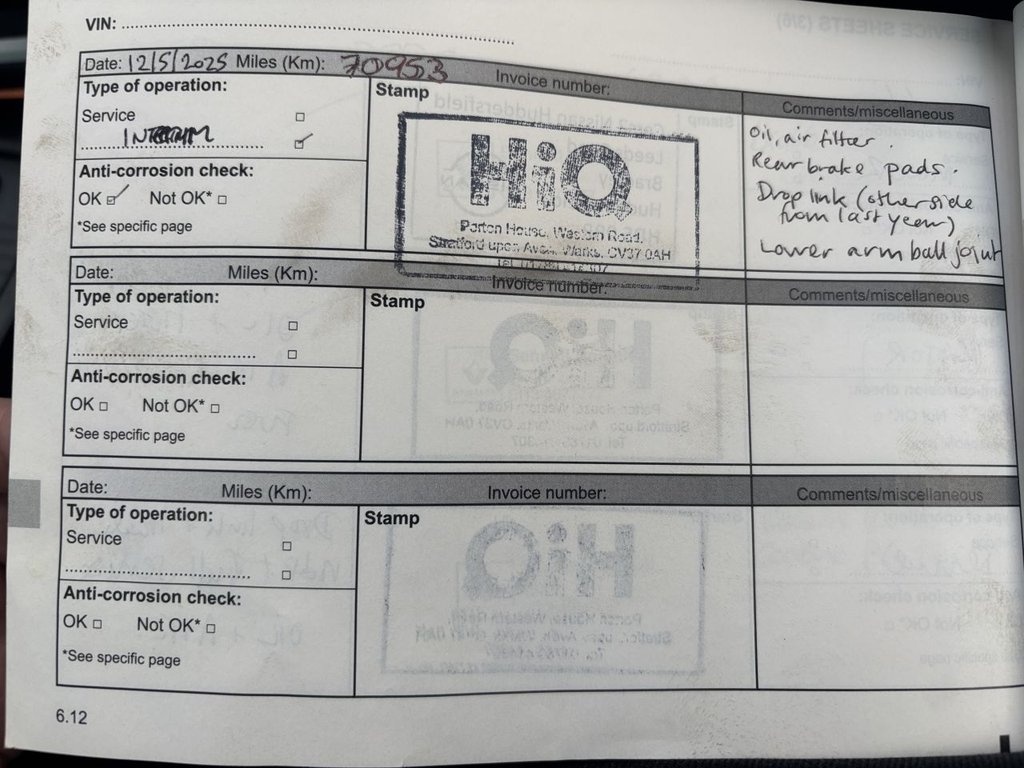 VIN:
Date: 12/5/2025 Miles (Km): 70953 Invoice number:
Type of operation:
Service
INTERIM
Anti-corrosion check:
OK Not OK*
*See specific page
Stamp
HiQ
Porton House, Western Road,
Stratford upon Avon, Warks, CV37 0AH
Tel
Comments/miscellaneous
Oil, air filter.
Rear brake pads.
Drop link (other side
from last year)
Lower arm ball joint
Date: Miles (Km): Invoice number:
Type of operation:
Service
Anti-corrosion check:
OK Not OK*
*See specific page
Stamp
Comments/miscellaneous
Date: Miles (Km): Invoice number:
Type of operation:
Service
Anti-corrosion check:
OK Not OK*
*See specific page
Stamp
Comments/miscellaneous
6.12